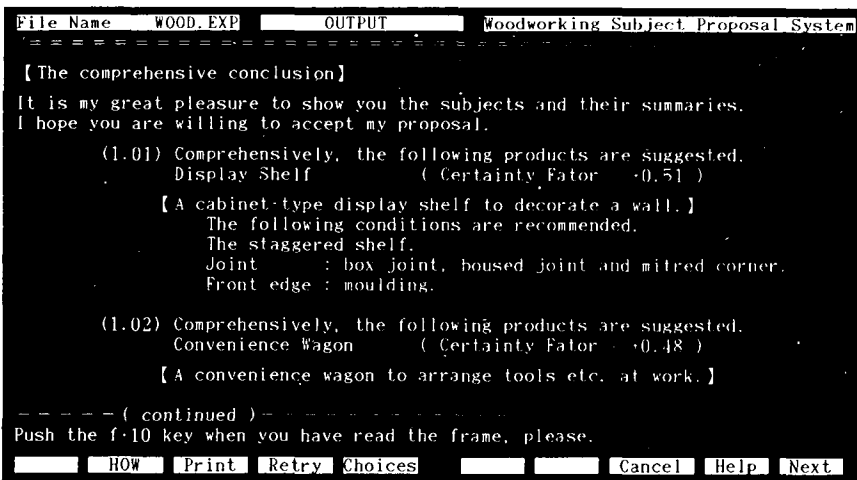 File Name WOOD.EXP OUTPUT Woodworking Subject Proposal System
= = = = = = = = = = = = = = = = = = = = = = = = = = = =
【The comprehensive conclusion】
It is my great pleasure to show you the subjects and their summaries.
I hope you are willing to accept my proposal.
(1.01) Comprehensively, the following products are suggested.
Display Shelf ( Certainty Fator +0.51 )
【A cabinet-type display shelf to decorate a wall.】
The following conditions are recommended.
The staggered shelf.
Joint : box joint, housed joint and mitred corner.
Front edge : moulding.
(1.02) Comprehensively, the following products are suggested.
Convenience Wagon ( Certainty Fator +0.48 )
【A convenience wagon to arrange tools etc. at work.】
- - - - - ( continued ) - - - - - - - - - - - -
Push the f·10 key when you have read the frame, please.
HOW Print Retry Choices Cancel Help Next